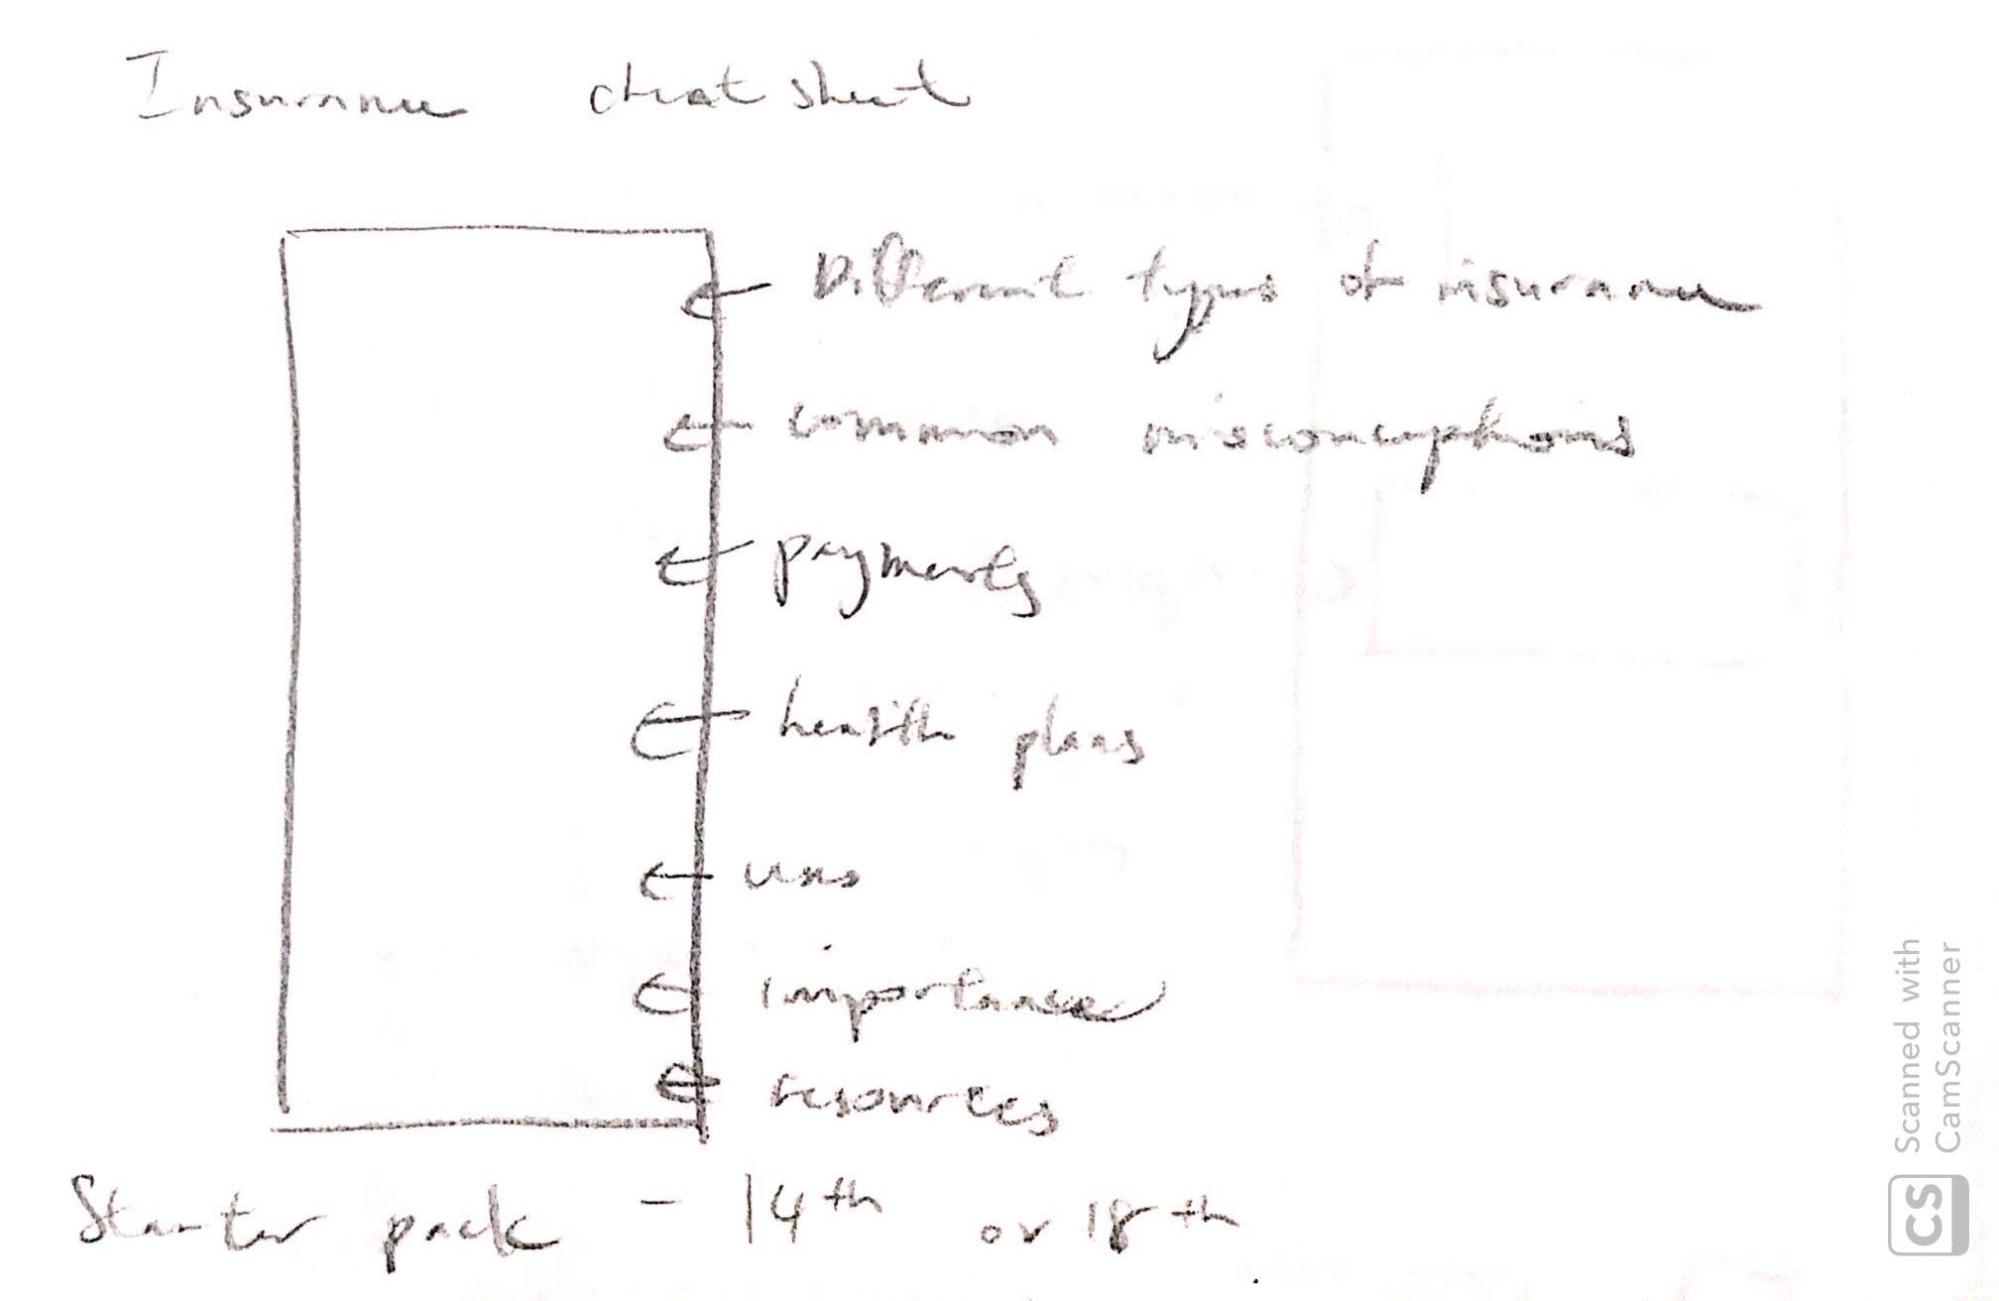 Insurance cheat sheet
Different types of insurance
common misconceptions
payments
health plans
uses
importance
resources
Starter pack - 14th or 18th
Scanned with
CamScanner
CS